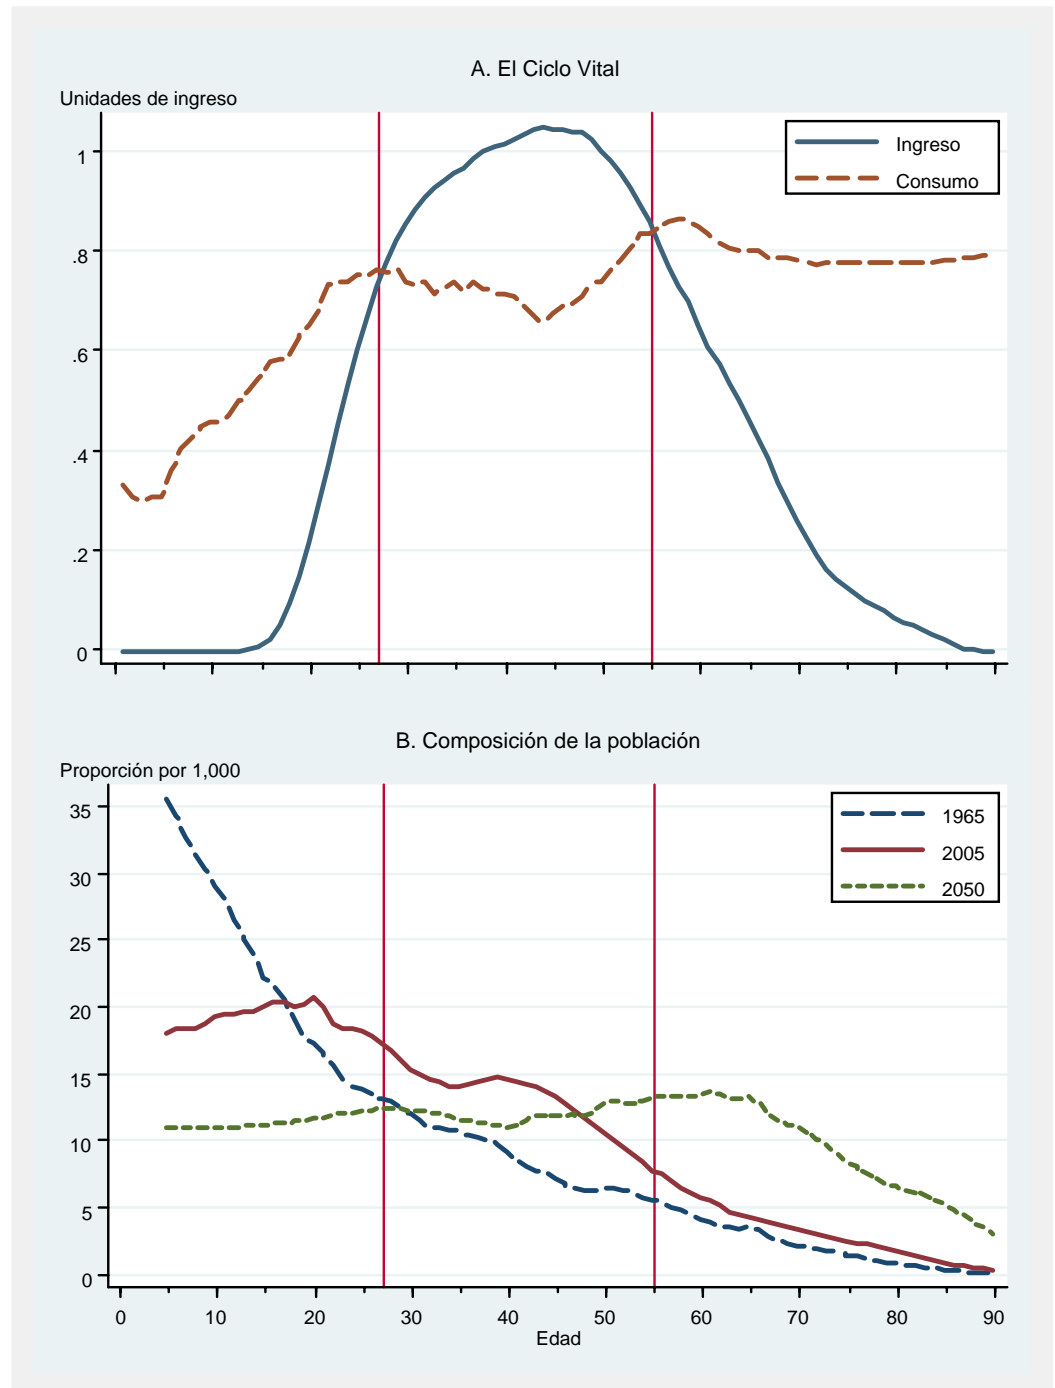 A. El Ciclo Vital
Unidades de ingreso
Ingreso
Consumo
1
.8
.6
.4
.2
0
B. Composición de la población
Proporción por 1,000
1965
2005
2050
35
30
25
20
15
10
5
0
0 10 20 30 40 50 60 70 80 90
Edad